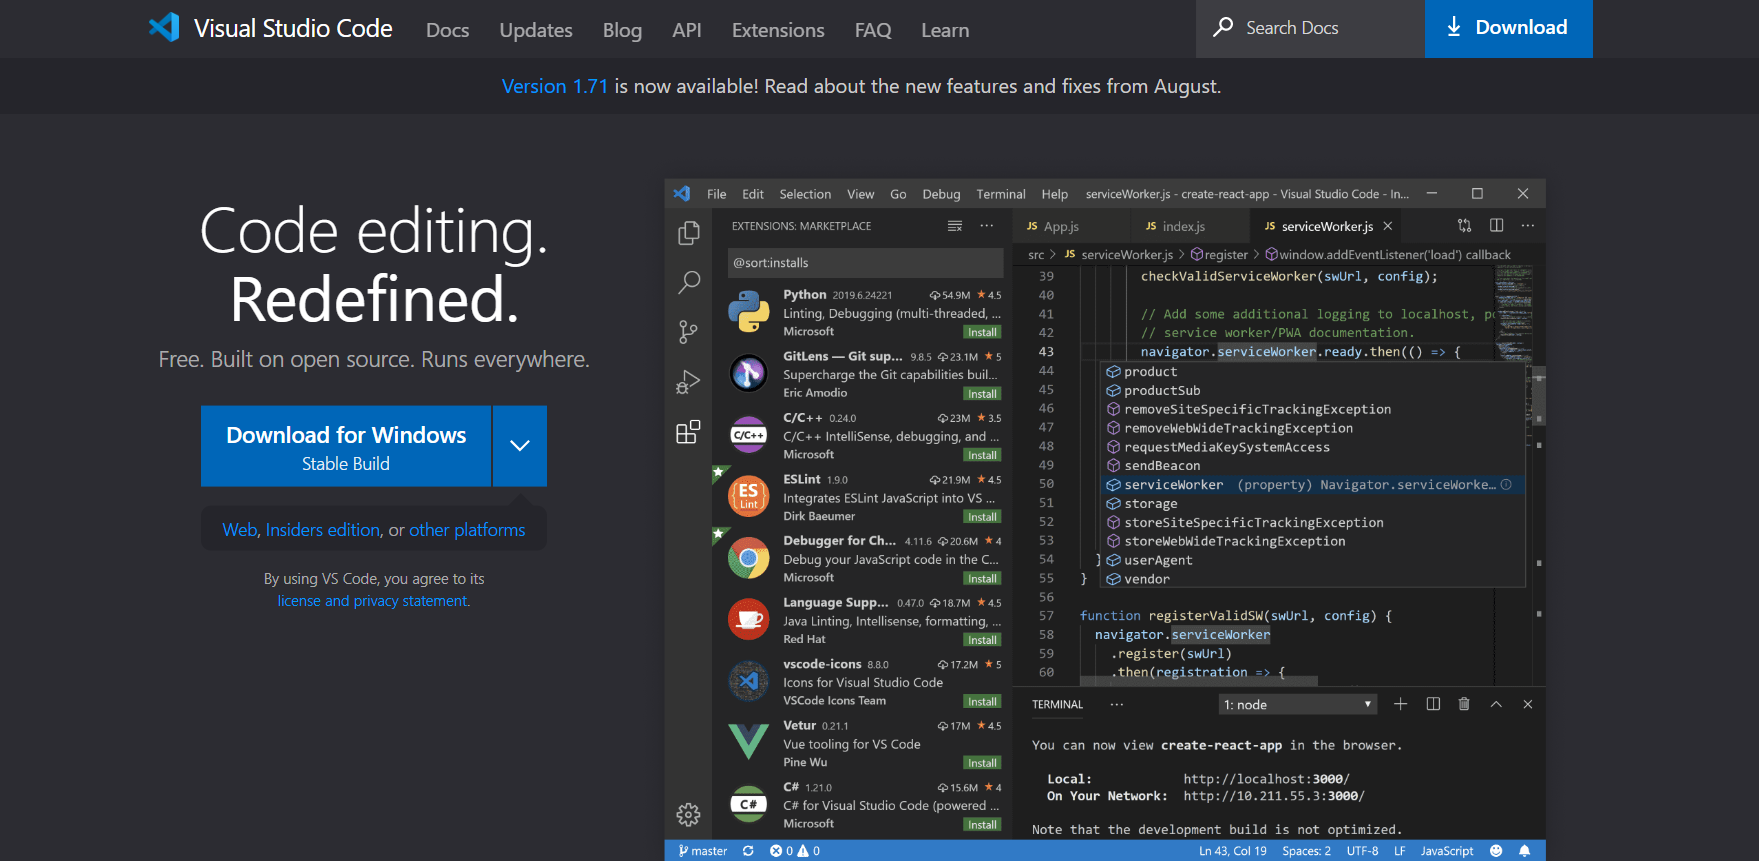 Visual Studio Code Docs Updates Blog API Extensions FAQ Learn Search Docs Download
Version 1.71 is now available! Read about the new features and fixes from August.
Code editing.
Redefined.
Free. Built on open source. Runs everywhere.
Download for Windows
Stable Build
Web, Insiders edition, or other platforms
By using VS Code, you agree to its
license and privacy statement.
File Edit Selection View Go Debug Terminal Help serviceWorker.js - create-react-app - Visual Studio Code - In...
EXTENSIONS: MARKETPLACE
@sort:installs
Python 2019.6.24221 54.9M 4.5
Linting, Debugging (multi-threaded, ...
Microsoft Install
GitLens — Git sup... 9.8.5 23.1M 5
Supercharge the Git capabilities buil...
Eric Amodio Install
C/C++
C/C++ 0.24.0 23M 3.5
C/C++ IntelliSense, debugging, and ...
Microsoft Install
ES
Lint
ESLint 1.9.0 21.9M 4.5
Integrates ESLint JavaScript into VS ...
Dirk Baeumer Install
Debugger for Ch... 4.11.6 20.6M 4
Debug your JavaScript code in the C...
Microsoft Install
Language Supp... 0.47.0 18.7M 4.5
Java Linting, Intellisense, formatting, ...
Red Hat Install
vscode-icons 8.8.0 17.2M 5
Icons for Visual Studio Code
VSCode Icons Team Install
Vetur 0.21.1 17M 4.5
Vue tooling for VS Code
Pine Wu Install
C#
C# 1.21.0 15.6M 4
C# for Visual Studio Code (powered ...
Microsoft Install
JS App.js JS index.js JS serviceWorker.js
src > JS serviceWorker.js > register > window.addEventListener('load') callback
39 checkValidServiceWorker(swUrl, config);
40
41 // Add some additional logging to localhost, po
42 // service worker/PWA documentation.
43 navigator.serviceWorker.ready.then(() => {
44 product
45 productSub
46 removeSiteSpecificTrackingException
47 removeWebWideTrackingException
48 requestMediaKeySystemAccess
49 sendBeacon
50 serviceWorker (property) Navigator.serviceWorke...
51 storage
52 storeSiteSpecificTrackingException
53 storeWebWideTrackingException
54 } userAgent
55 } vendor
56
57 function registerValidSW(swUrl, config) {
58 navigator.serviceWorker
59 .register(swUrl)
60 .then(registration => {
TERMINAL ... 1: node
You can now view create-react-app in the browser.
Local: http://localhost:3000/
On Your Network: http://10.211.55.3:3000/
Note that the development build is not optimized.
master 0 0 Ln 43, Col 19 Spaces: 2 UTF-8 LF JavaScript